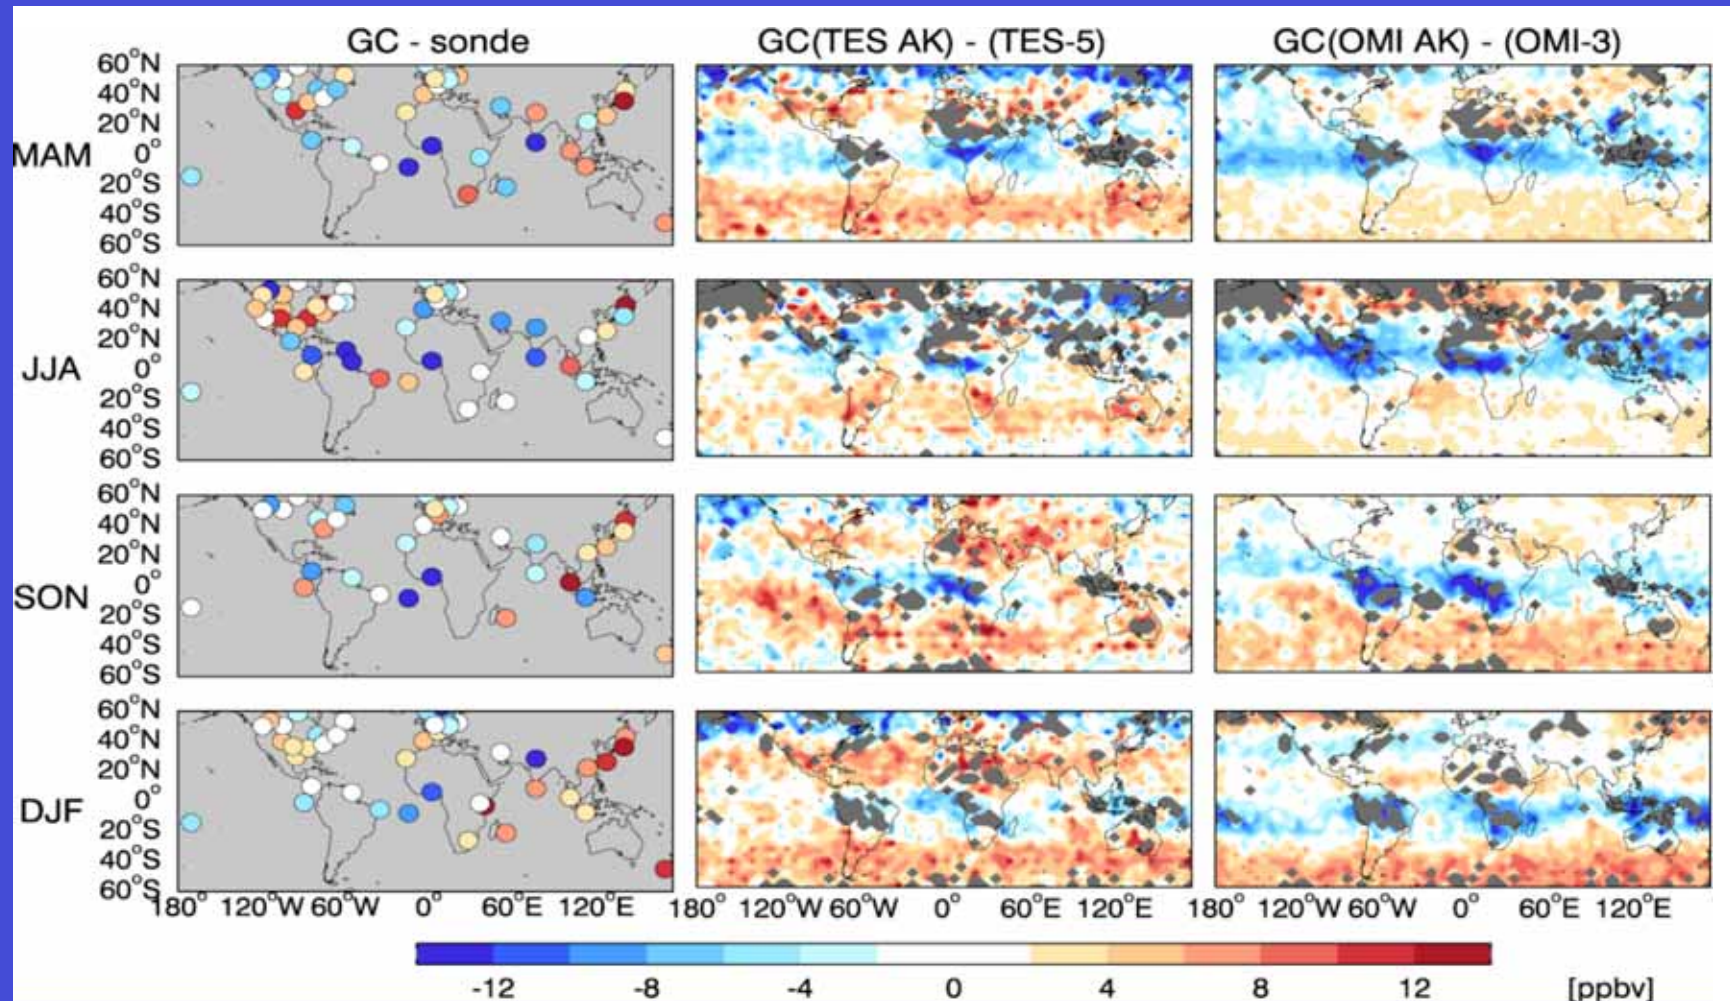 GC - sonde GC(TES AK) - (TES-5) GC(OMI AK) - (OMI-3)
60°N
40°N
20°N
MAM 0°
20°S
40°S
60°S
60°N
40°N
20°N
JJA 0°
20°S
40°S
60°S
60°N
40°N
20°N
SON 0°
20°S
40°S
60°S
60°N
40°N
20°N
DJF 0°
20°S
40°S
60°S
180° 120°W 60°W 0° 60°E 120°E 180° 120°W 60°W 0° 60°E 120°E 180° 120°W 60°W 0° 60°E 120°E
-12 -8 -4 0 4 8 12 [ppbv]